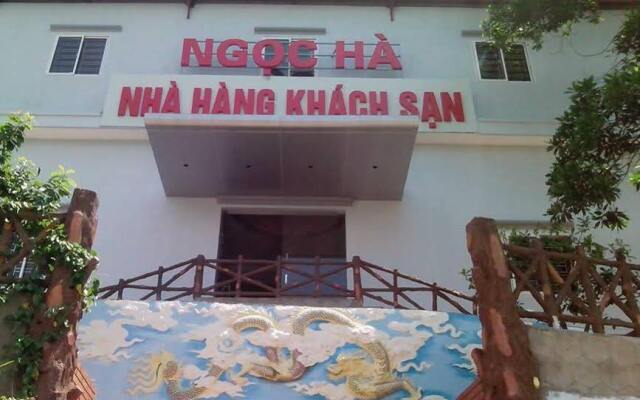 NGỌC HÀ
NHÀ HÀNG KHÁCH SẠN